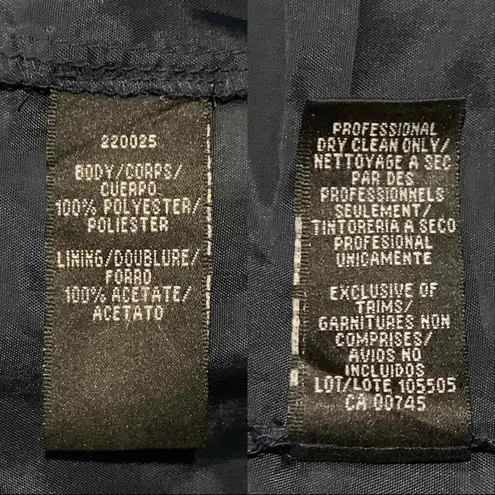 220025
BODY/CORPS/
CUERPO
100% POLYESTER/
POLIESTER
LINING/DOUBLURE/
FORRO
100% ACETATE/
ACETATO
PROFESSIONAL
DRY CLEAN ONLY/
NETTOYAGE A SEC
PAR DES
PROFESSIONNELS
SEULEMENT/
TINTORERIA A SECO
PROFESIONAL
UNICAMENTE
EXCLUSIVE OF
TRIMS/
GARNITURES NON
COMPRISES/
AVIOS NO
INCLUIDOS
LOT/LOTE 105505
CA 00745